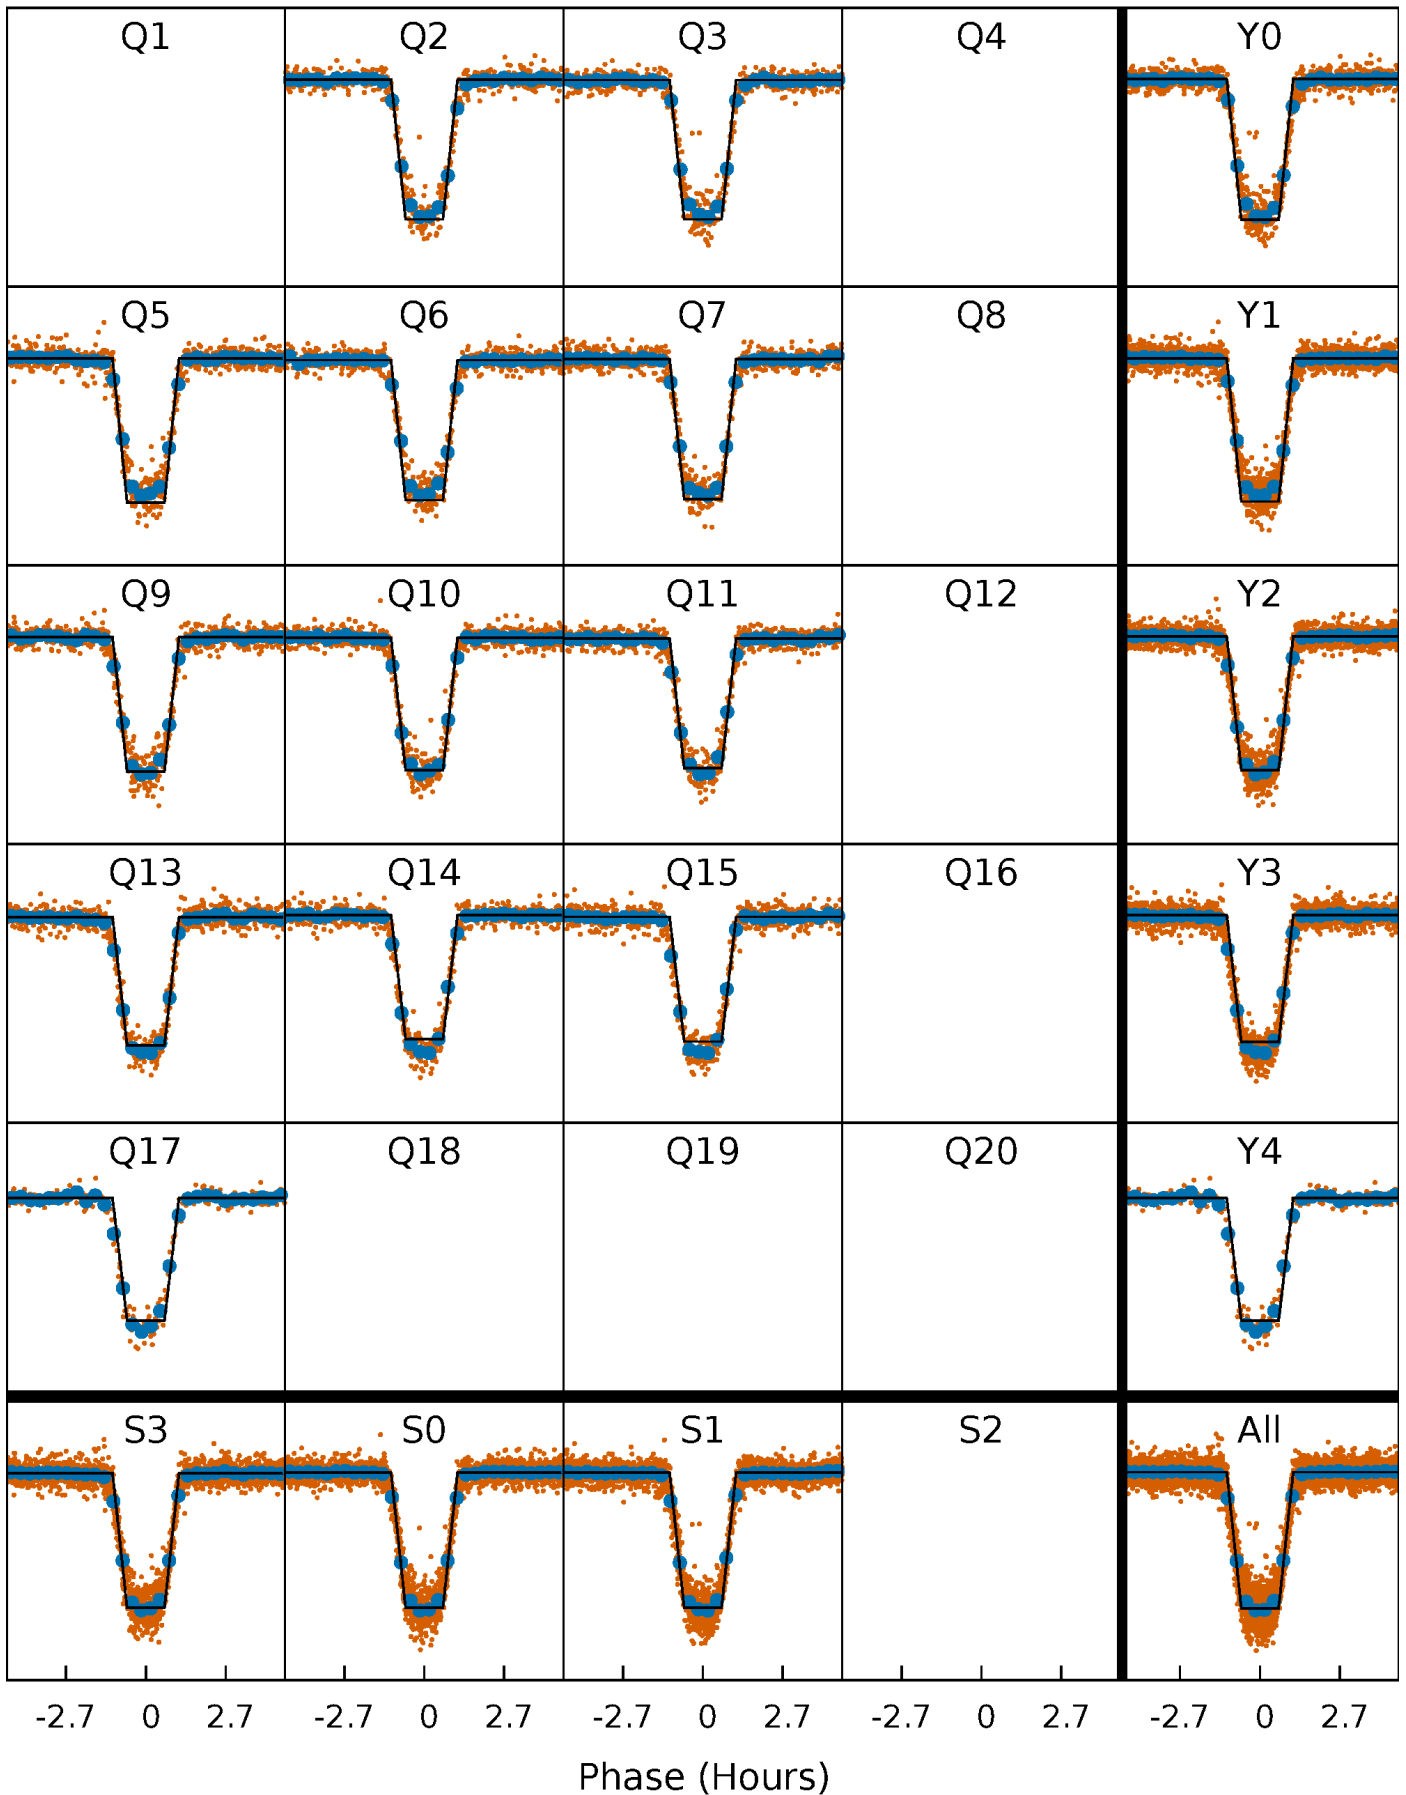 Q1 Q2 Q3 Q4 Y0
Q5 Q6 Q7 Q8 Y1
Q9 Q10 Q11 Q12 Y2
Q13 Q14 Q15 Q16 Y3
Q17 Q18 Q19 Q20 Y4
S3 S0 S1 S2 All
-2.7 0 2.7 -2.7 0 2.7 -2.7 0 2.7 -2.7 0 2.7 -2.7 0 2.7
Phase (Hours)